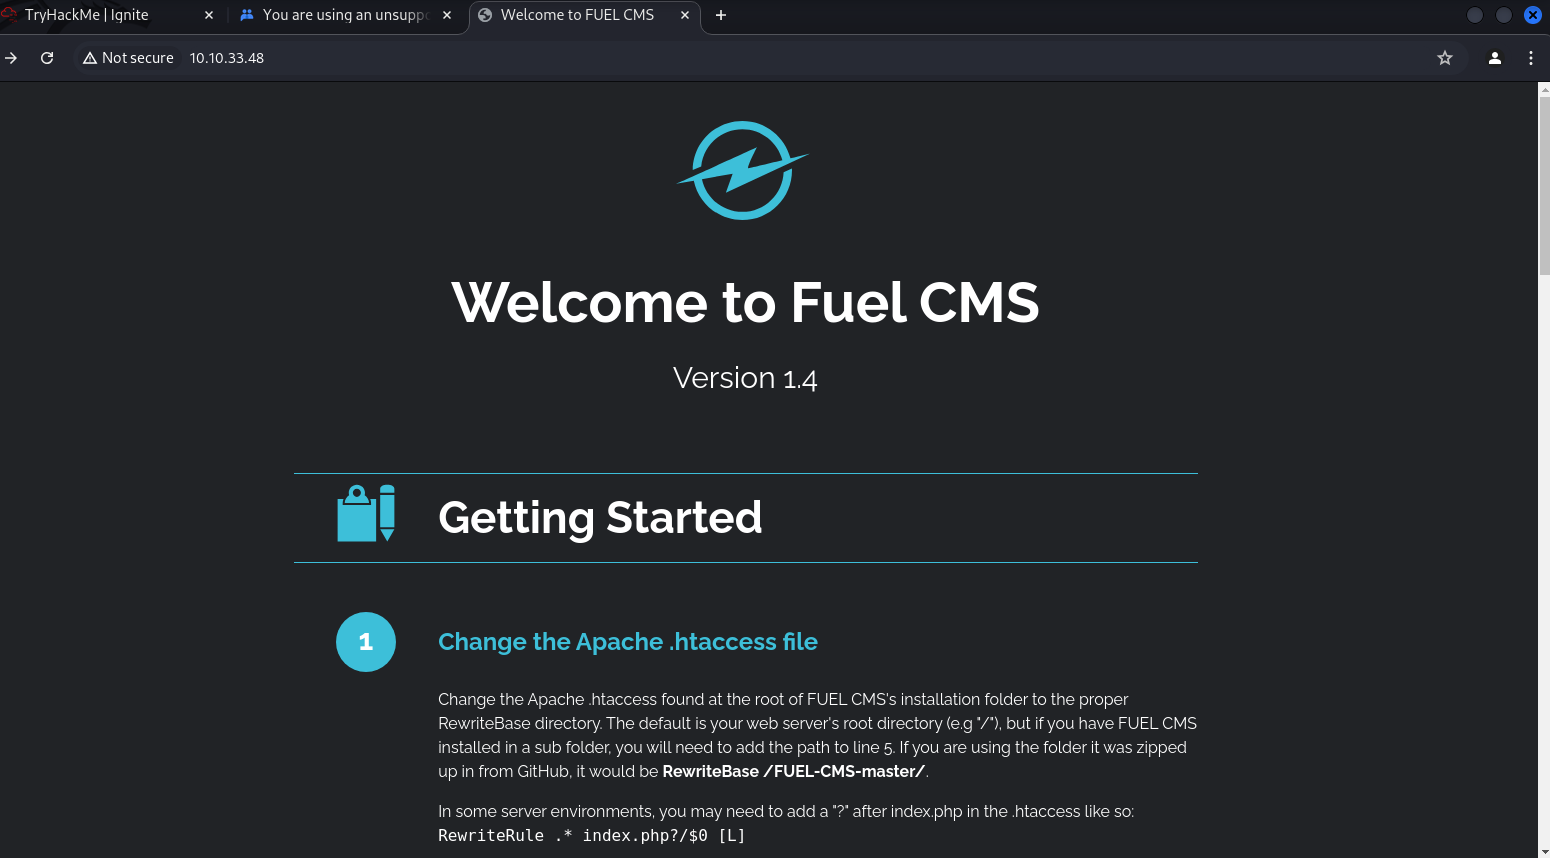 TryHackMe | Ignite
You are using an unsuppo
Welcome to FUEL CMS
Not secure 10.10.33.48
Welcome to Fuel CMS
Version 1.4
Getting Started
1
Change the Apache .htaccess file
Change the Apache .htaccess found at the root of FUEL CMS's installation folder to the proper
RewriteBase directory. The default is your web server's root directory (e.g "/"), but if you have FUEL CMS
installed in a sub folder, you will need to add the path to line 5. If you are using the folder it was zipped
up in from GitHub, it would be RewriteBase /FUEL-CMS-master/.
In some server environments, you may need to add a "?" after index.php in the .htaccess like so:
RewriteRule .* index.php?/$0 [L]